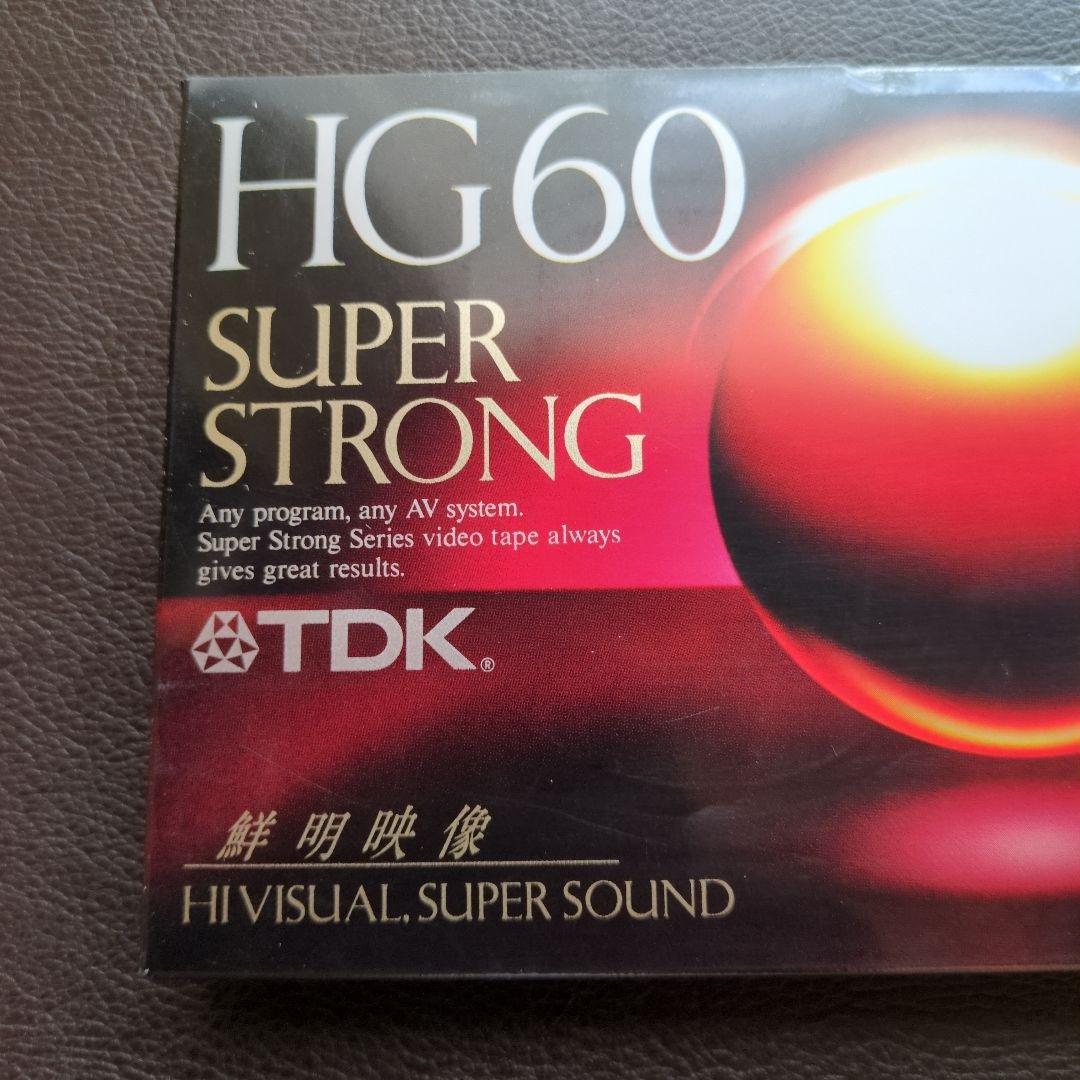 HG60
SUPER
STRONG
Any program, any AV system.
Super Strong Series video tape always
gives great results.
TDK®
鮮明映像
HI VISUAL, SUPER SOUND